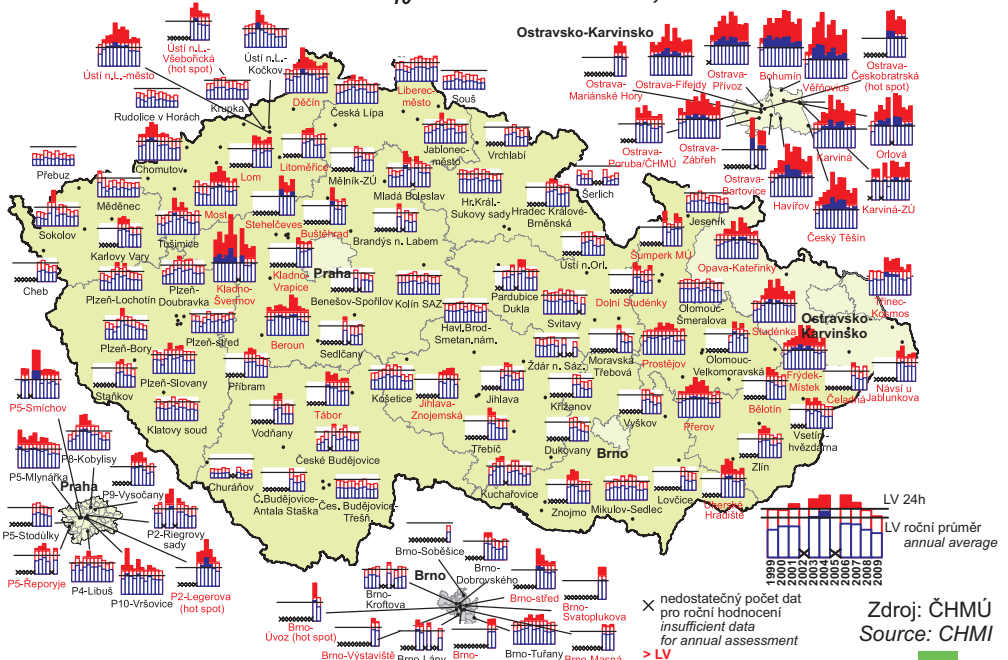 10
Ostravsko-Karvinsko
Ústí n.L.-město
Ústí n.L.-
Všebořická
(hot spot)
Ústí n.L.-
Kočkov
Krupka
Rudolice v Horách
Děčín
Česká Lípa
Liberec-
město
Souš
Přebuz
Chomutov
Lom
Litoměřice
Mělník-ZÚ
Jablonec-
město
Vrchlabí
Šerlich
Měděnec
Sokolov
Most
Stehelčeves
Buštěhrad
Mladá Boleslav
Hr.Král.-
Sukovy sady
Hradec Králové-
Brněnská
Karlovy Vary
Tušimice
Brandýs n. Labem
Ústí n.Orl.
Cheb
Plzeň-Lochotín
Plzeň-
Doubravka
Kladno-
Švermov
Kladno-
Vrapice
Praha
Benešov-Spořilov
Kolín SAZ
Pardubice
Dukla
Svitavy
Plzeň-Bory
Plzeň-střed
Beroun
Sedlčany
Havl.Brod-
Smetan.nám.
Žďár n. Sáz.
Moravská
Třebová
Staňkov
Plzeň-Slovany
Příbram
Tábor
Košetice
Jihlava-
Znojemská
Jihlava
Křižanov
Klatovy soud
Vodňany
České Budějovice
Třebíč
Dukovany
Vyškov
Churáňov
Č.Budějovice-
Antala Staška
Čes. Budějovice-
Třešň.
Kuchařovice
Znojmo
Mikulov-Sedlec
Lovčice
Uherské
Hradiště
Brno
Jeseník
Šumperk MÚ
Dolní Studénky
Opava-Kateřinky
Olomouc-
Šmeralova
Studénka
Ostravsko-
Karvinsko
Třinec-
Kosmos
Prostějov
Olomouc-
Velkomoravská
Frýdek-
Místek
Čeladná
Návsí u
Jablunkova
Přerov
Bělotín
Vsetín-
hvězdárna
Zlín
Ostrava-
Mariánské Hory
Ostrava-Fifejdy
Ostrava-
Přívoz
Bohumín
Věřňovice
Ostrava-
Českobratrská
(hot spot)
Ostrava-
Poruba/ČHMÚ
Ostrava-
Zábřeh
Ostrava-
Bartovice
Karviná
Orlová
Havířov
Karviná-ZÚ
Český Těšín
P5-Smíchov
P8-Kobylisy
P5-Mlynářka
P9-Vysočany
Praha
P5-Stodůlky
P2-Riegrovy
sady
P5-Řeporyje
P4-Libuš
P10-Vršovice
P2-Legerova
(hot spot)
Brno-Soběšice
Brno
Brno-
Dobrovského
Brno-
Kroftova
Brno-střed
Brno-
Svatoplukova
Brno-
Úvoz (hot spot)
Brno-Výstaviště
Brno-Lány
Brno-
Brno-Tuřany
Brno-Masná
LV 24h
LV roční průměr
annual average
1999
2000
2001
2002
2003
2004
2005
2006
2007
2008
2009
× nedostatečný počet dat
pro roční hodnocení
insufficient data
for annual assessment
> LV
Zdroj: ČHMÚ
Source: CHMI